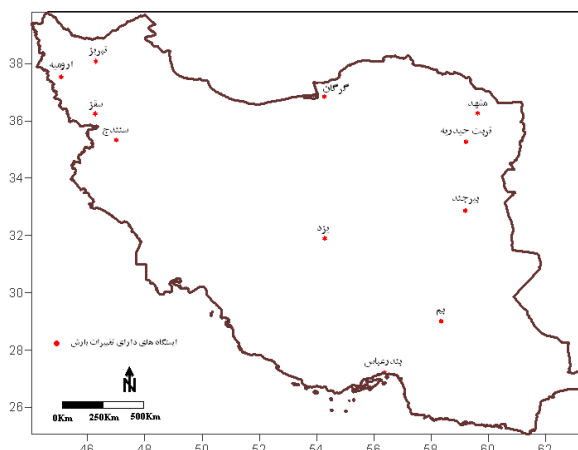 38
36
34
32
30
28
26
تبریز
ارومیه
سقز
سنندج
گرگان
مشهد
تربت حیدریه
بیرجند
یزد
بم
بندرعباس
ایستگاه های دارای تغییرات بارش
N
0Km 250Km 500Km
46 48 50 52 54 56 58 60 62